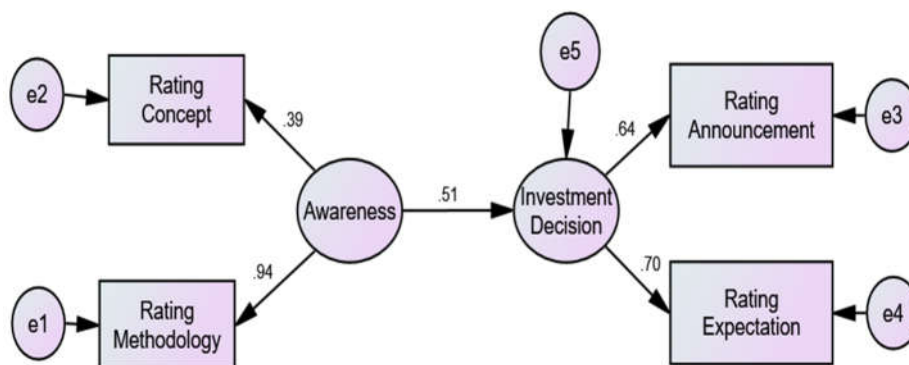 e2
Rating
Concept
.39
e1
Rating
Methodology
.94
Awareness
.51
e5
Investment
Decision
.64
Rating
Announcement
e3
.70
Rating
Expectation
e4